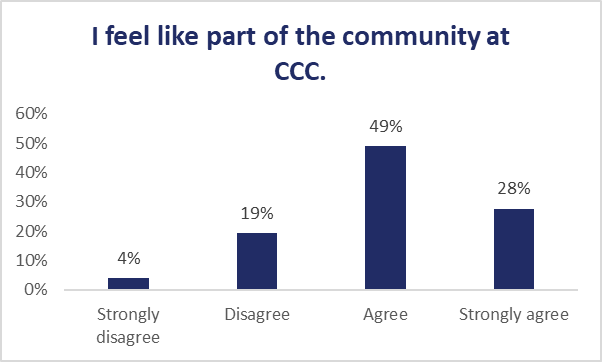 I feel like part of the community at
CCC.
60%
50%
40%
30%
20%
10%
0%
4%
19%
49%
28%
Strongly
disagree
Disagree
Agree
Strongly agree